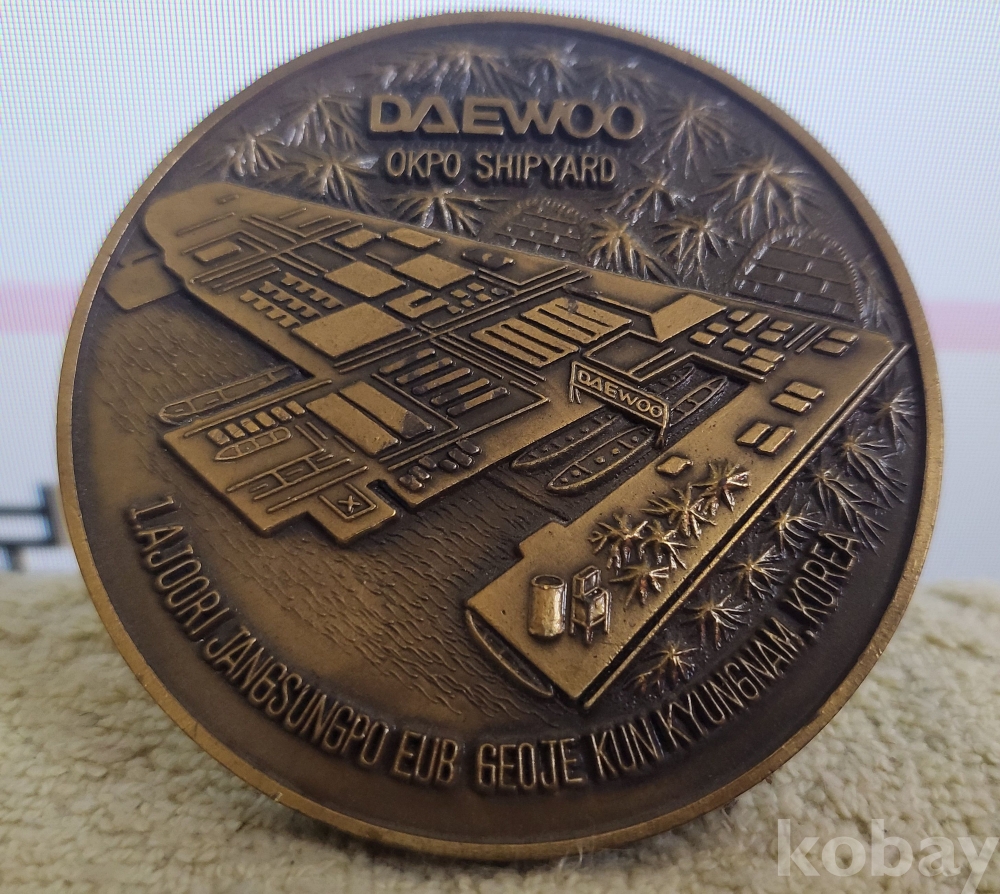 DAEWOO
OKPO SHIPYARD
DAEWOO
1.AJOORI, JANGSUNGPO EUB GEOJE KUN KYUNGNAM, KOREA
kobay